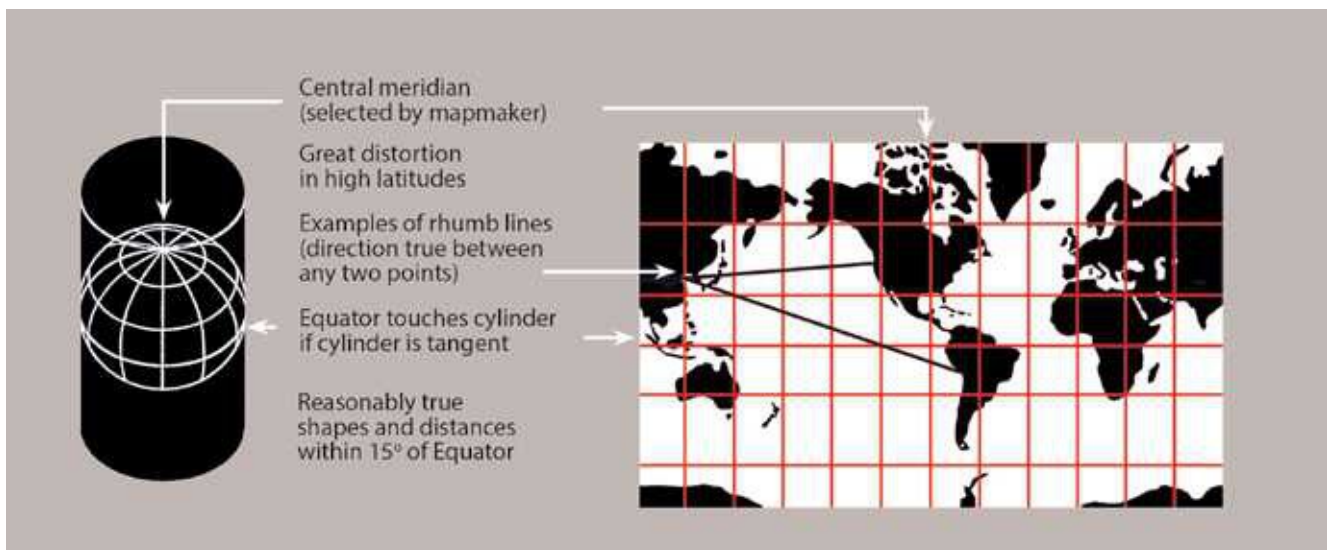 Central meridian
(selected by mapmaker)
Great distortion
in high latitudes
Examples of rhumb lines
(direction true between
any two points)
Equator touches cylinder
if cylinder is tangent
Reasonably true
shapes and distances
within 15° of Equator